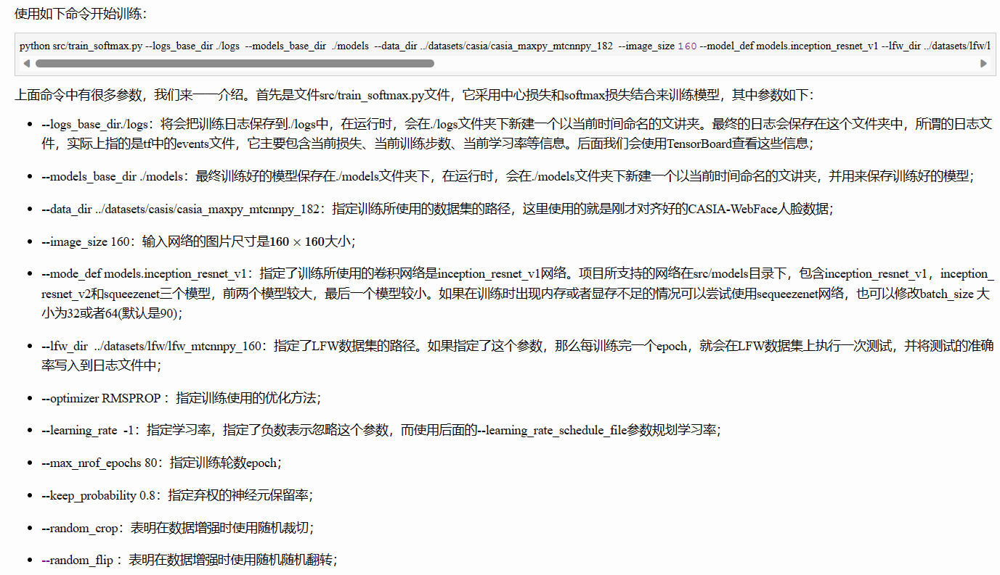 使用如下命令开始训练：
python src/train_softmax.py --logs_base_dir ./logs  --models_base_dir  ./models  --data_dir ../datasets/casia/casia_maxpy_mtcnnpy_182  --image_size 160 --model_def models.inception_resnet_v1 --lfw_dir ../datasets/lfw/l
上面命令中有很多参数，我们来一一介绍。首先是文件src/train_softmax.py文件，它采用中心损失和softmax损失结合来训练模型，其中参数如下：
--logs_base_dir./logs：将会把训练日志保存到./logs中，在运行时，会在./logs文件夹下新建一个以当前时间命名的文讲夹。最终的日志会保存在这个文件夹中，所谓的日志文
件，实际上指的是tf中的events文件，它主要包含当前损失、当前训练步数、当前学习率等信息。后面我们会使用TensorBoard查看这些信息；
--models_base_dir ./models：最终训练好的模型保存在./models文件夹下，在运行时，会在./models文件夹下新建一个以当前时间命名的文讲夹，并用来保存训练好的模型；
--data_dir ../datasets/casis/casia_maxpy_mtcnnpy_182：指定训练所使用的数据集的路径，这里使用的就是刚才对齐好的CASIA-WebFace人脸数据；
--image_size 160：输入网络的图片尺寸是160 × 160大小；
--mode_def models.inception_resnet_v1：指定了训练所使用的卷积网络是inception_resnet_v1网络。项目所支持的网络在src/models目录下，包含inception_resnet_v1，inception_
resnet_v2和squeezenet三个模型，前两个模型较大，最后一个模型较小。如果在训练时出现内存或者显存不足的情况可以尝试使用sequeezenet网络，也可以修改batch_size 大
小为32或者64(默认是90)；
--lfw_dir  ../datasets/lfw/lfw_mtcnnpy_160：指定了LFW数据集的路径。如果指定了这个参数，那么每训练完一个epoch，就会在LFW数据集上执行一次测试，并将测试的准确
率写入到日志文件中；
--optimizer RMSPROP ：指定训练使用的优化方法；
--learning_rate  -1：指定学习率，指定了负数表示忽略这个参数，而使用后面的--learning_rate_schedule_file参数规划学习率；
--max_nrof_epochs 80：指定训练轮数epoch；
--keep_probability 0.8：指定弃权的神经元保留率；
--random_crop：表明在数据增强时使用随机裁切；
--random_flip ：表明在数据增强时使用随机随机翻转；